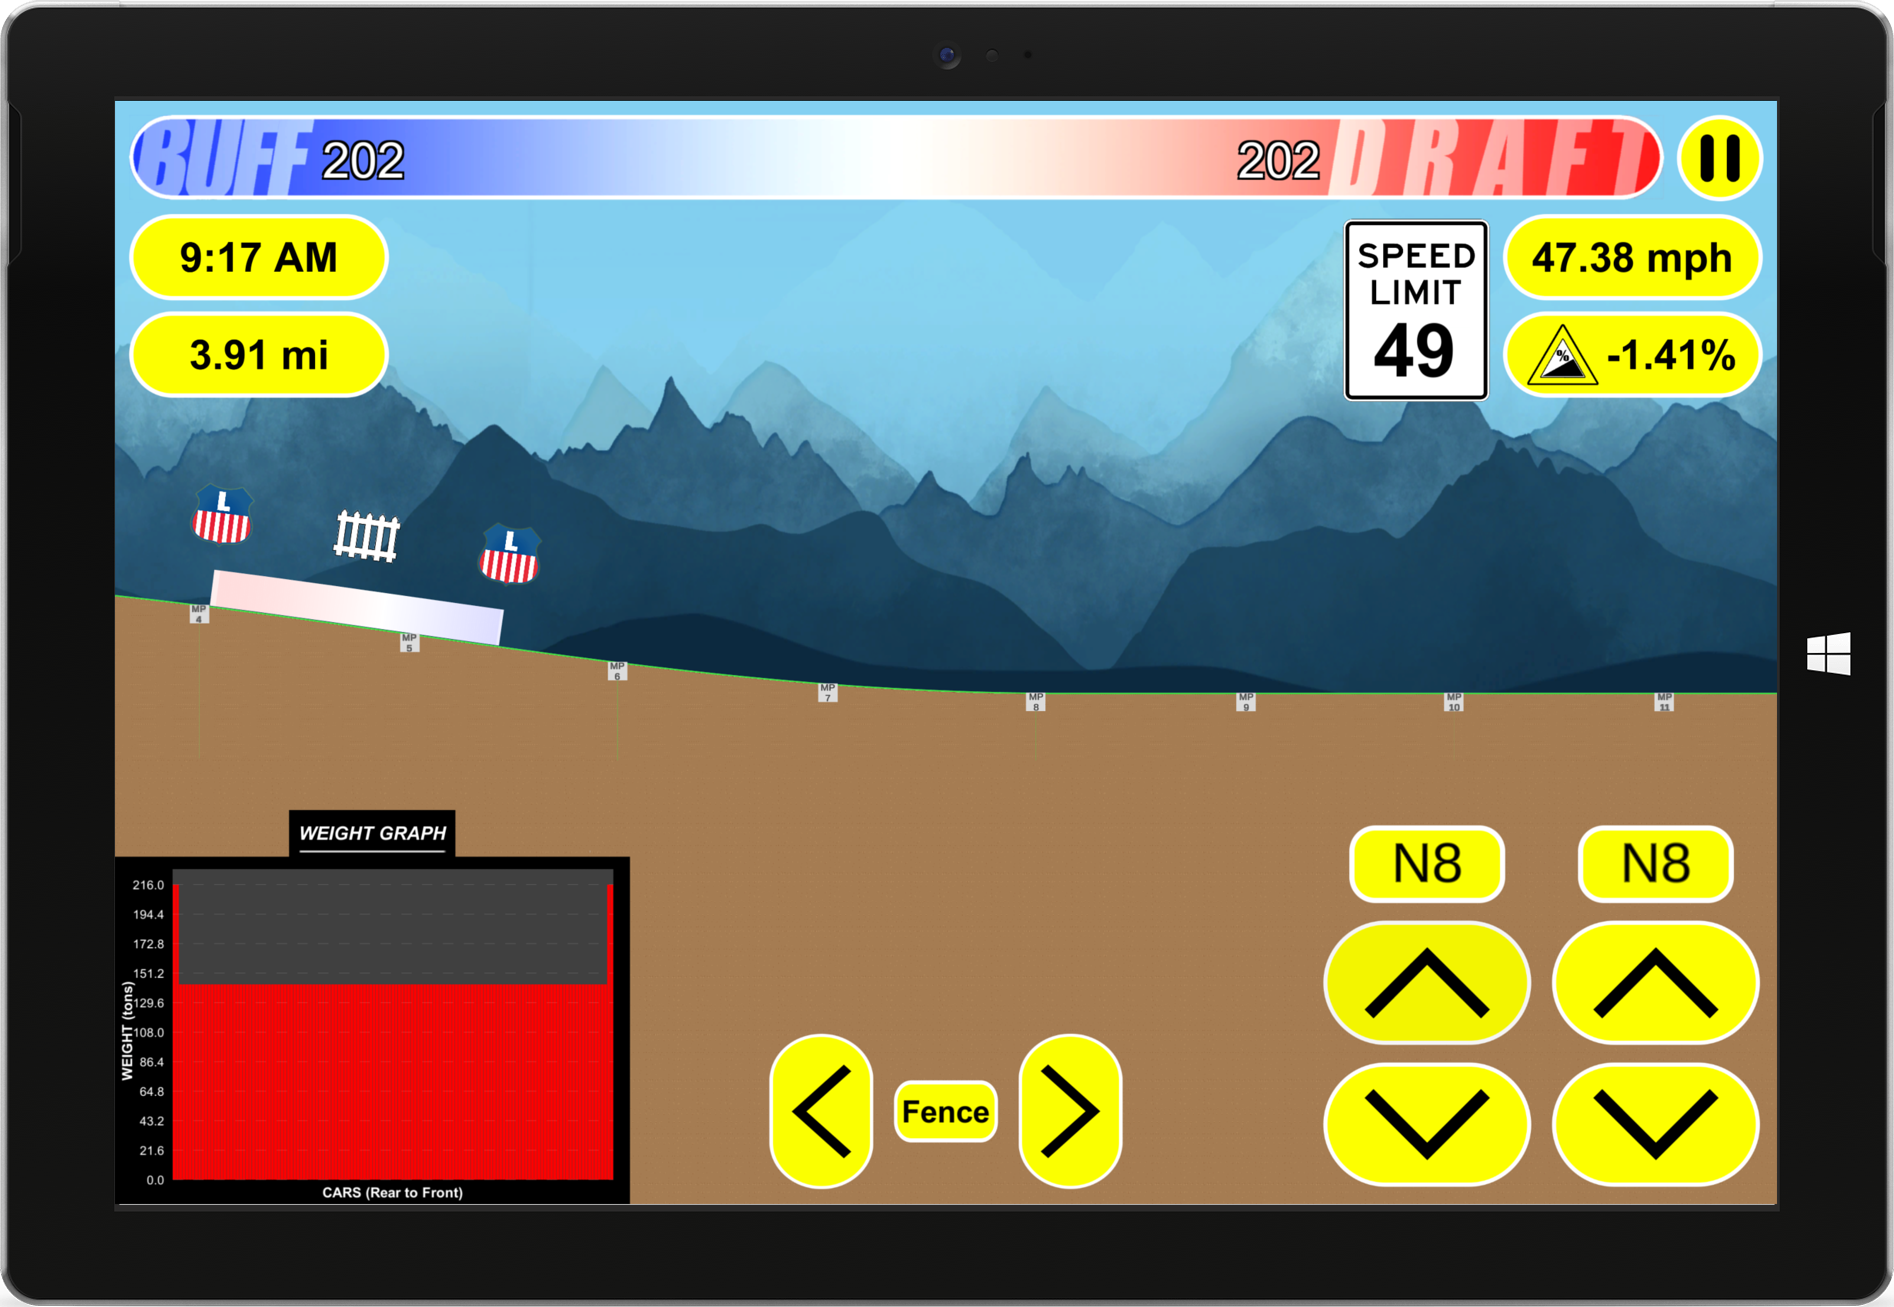 BUFF 202
202 DRAFT
9:17 AM
3.91 mi
SPEED
LIMIT
49
47.38 mph
% -1.41%
L
L
MP
4
MP
5
MP
6
MP
7
MP
8
MP
9
MP
10
MP
11
WEIGHT GRAPH
WEIGHT (tons)
216.0
194.4
172.8
151.2
129.6
108.0
86.4
64.8
43.2
21.6
0.0
CARS (Rear to Front)
Fence
N8
N8